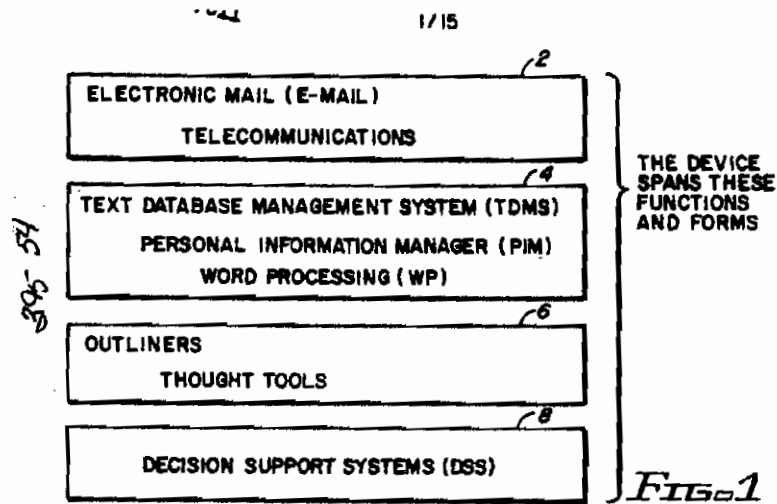 1/15
2
ELECTRONIC MAIL (E-MAIL)
TELECOMMUNICATIONS
4
TEXT DATABASE MANAGEMENT SYSTEM (TDMS)
PERSONAL INFORMATION MANAGER (PIM)
WORD PROCESSING (WP)
6
OUTLINERS
THOUGHT TOOLS
8
DECISION SUPPORT SYSTEMS (DSS)
THE DEVICE
SPANS THESE
FUNCTIONS
AND FORMS
395-54
FIG-1